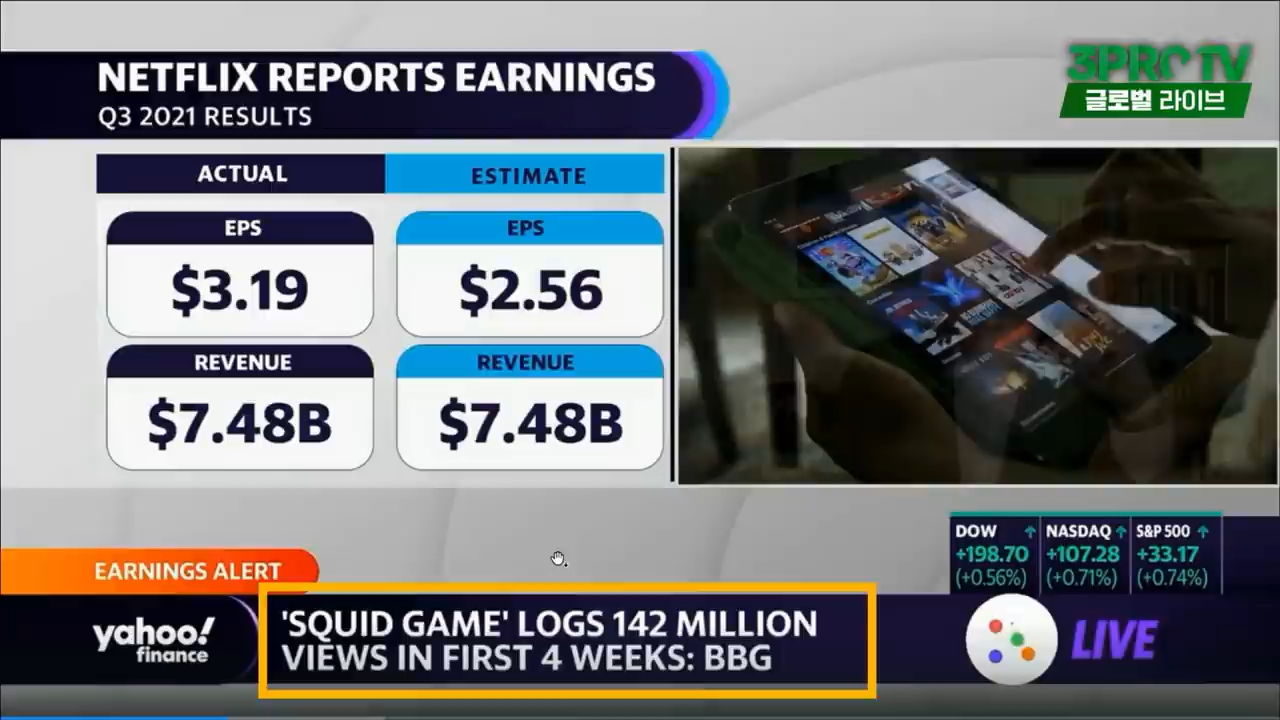 NETFLIX REPORTS EARNINGS
Q3 2021 RESULTS
3PRO TV
글로벌 라이브
ACTUAL
ESTIMATE
EPS
$3.19
EPS
$2.56
REVENUE
$7.48B
REVENUE
$7.48B
DOW
+198.70
(+0.56%)
NASDAQ
+107.28
(+0.71%)
S&P 500
+33.17
(+0.74%)
EARNINGS ALERT
yahoo!
finance
'SQUID GAME' LOGS 142 MILLION
VIEWS IN FIRST 4 WEEKS: BBG
LIVE